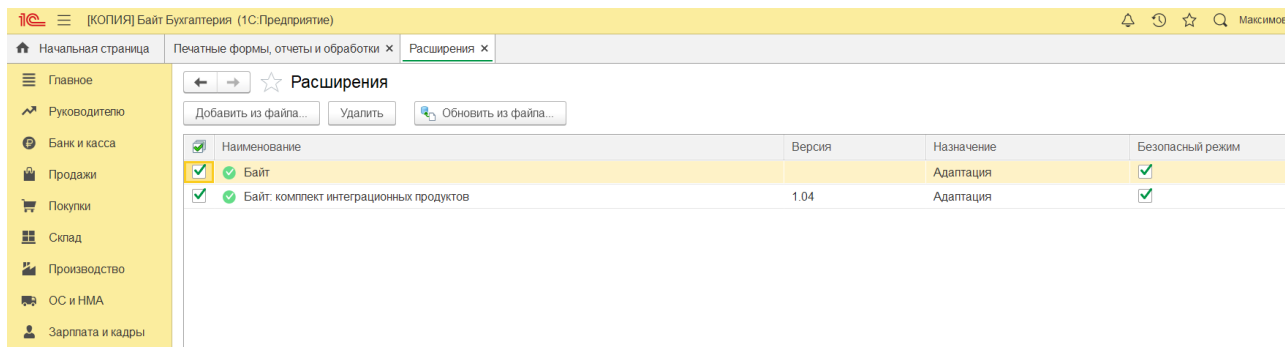 1С [КОПИЯ] Байт Бухгалтерия (1С:Предприятие) Максимов
Начальная страница Печатные формы, отчеты и обработки × Расширения ×
Главное
Руководителю
Банк и касса
Продажи
Покупки
Склад
Производство
ОС и НМА
Зарплата и кадры
Расширения
Добавить из файла... Удалить Обновить из файла...
Наименование Версия Назначение Безопасный режим
Байт Адаптация
Байт: комплект интеграционных продуктов 1.04 Адаптация